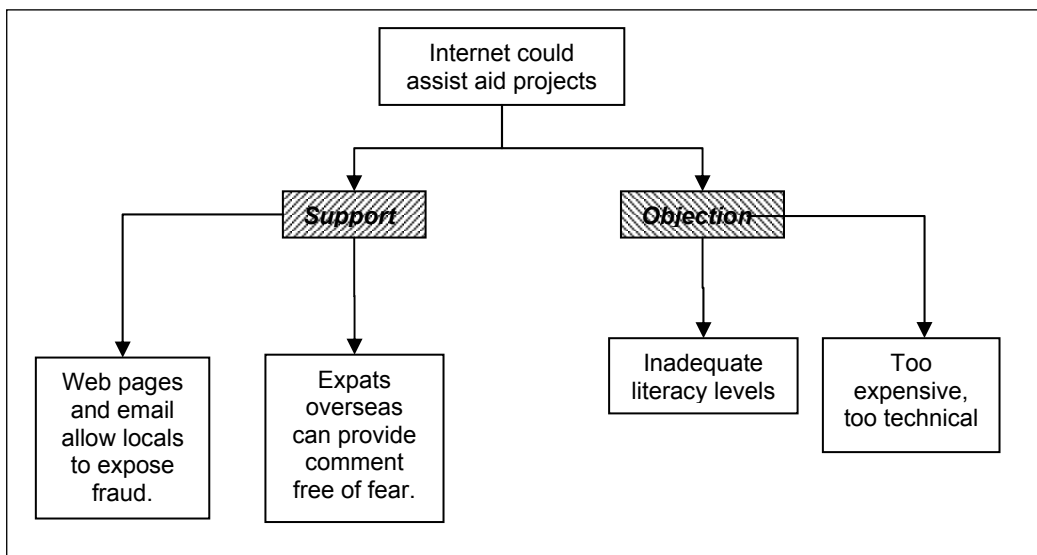 Internet could
assist aid projects
Support
Objection
Web pages
and email
allow locals
to expose
fraud.
Expats
overseas
can provide
comment
free of fear.
Inadequate
literacy levels
Too
expensive,
too technical